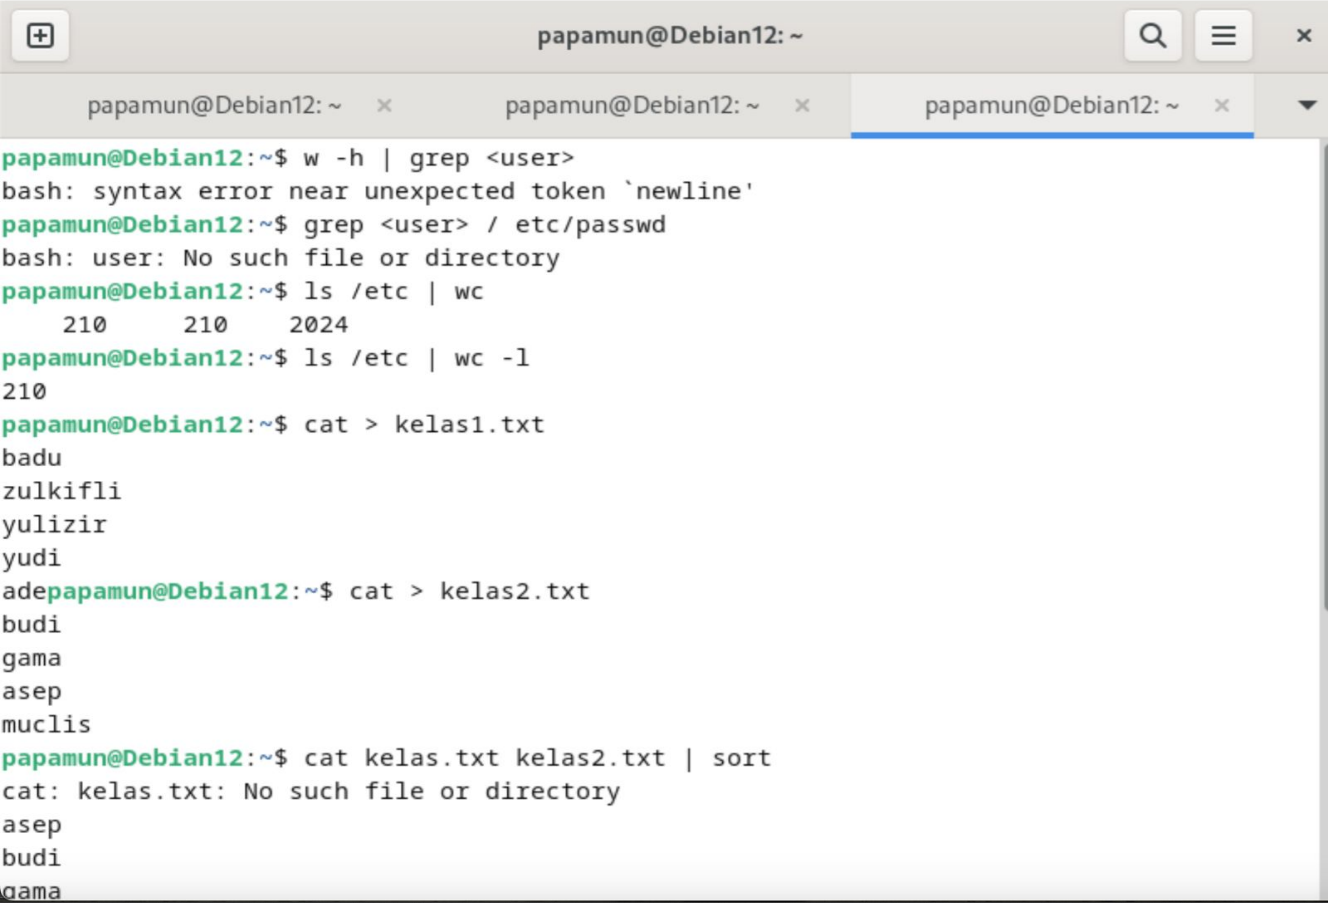 papamun@Debian12: ~
papamun@Debian12: ~ papamun@Debian12: ~ papamun@Debian12: ~
papamun@Debian12:~$ w -h | grep <user>
bash: syntax error near unexpected token `newline'
papamun@Debian12:~$ grep <user> / etc/passwd
bash: user: No such file or directory
papamun@Debian12:~$ ls /etc | wc
    210     210    2024
papamun@Debian12:~$ ls /etc | wc -l
210
papamun@Debian12:~$ cat > kelas1.txt
badu
zulkifli
yulizir
yudi
adepapamun@Debian12:~$ cat > kelas2.txt
budi
gama
asep
muclis
papamun@Debian12:~$ cat kelas.txt kelas2.txt | sort
cat: kelas.txt: No such file or directory
asep
budi
gama